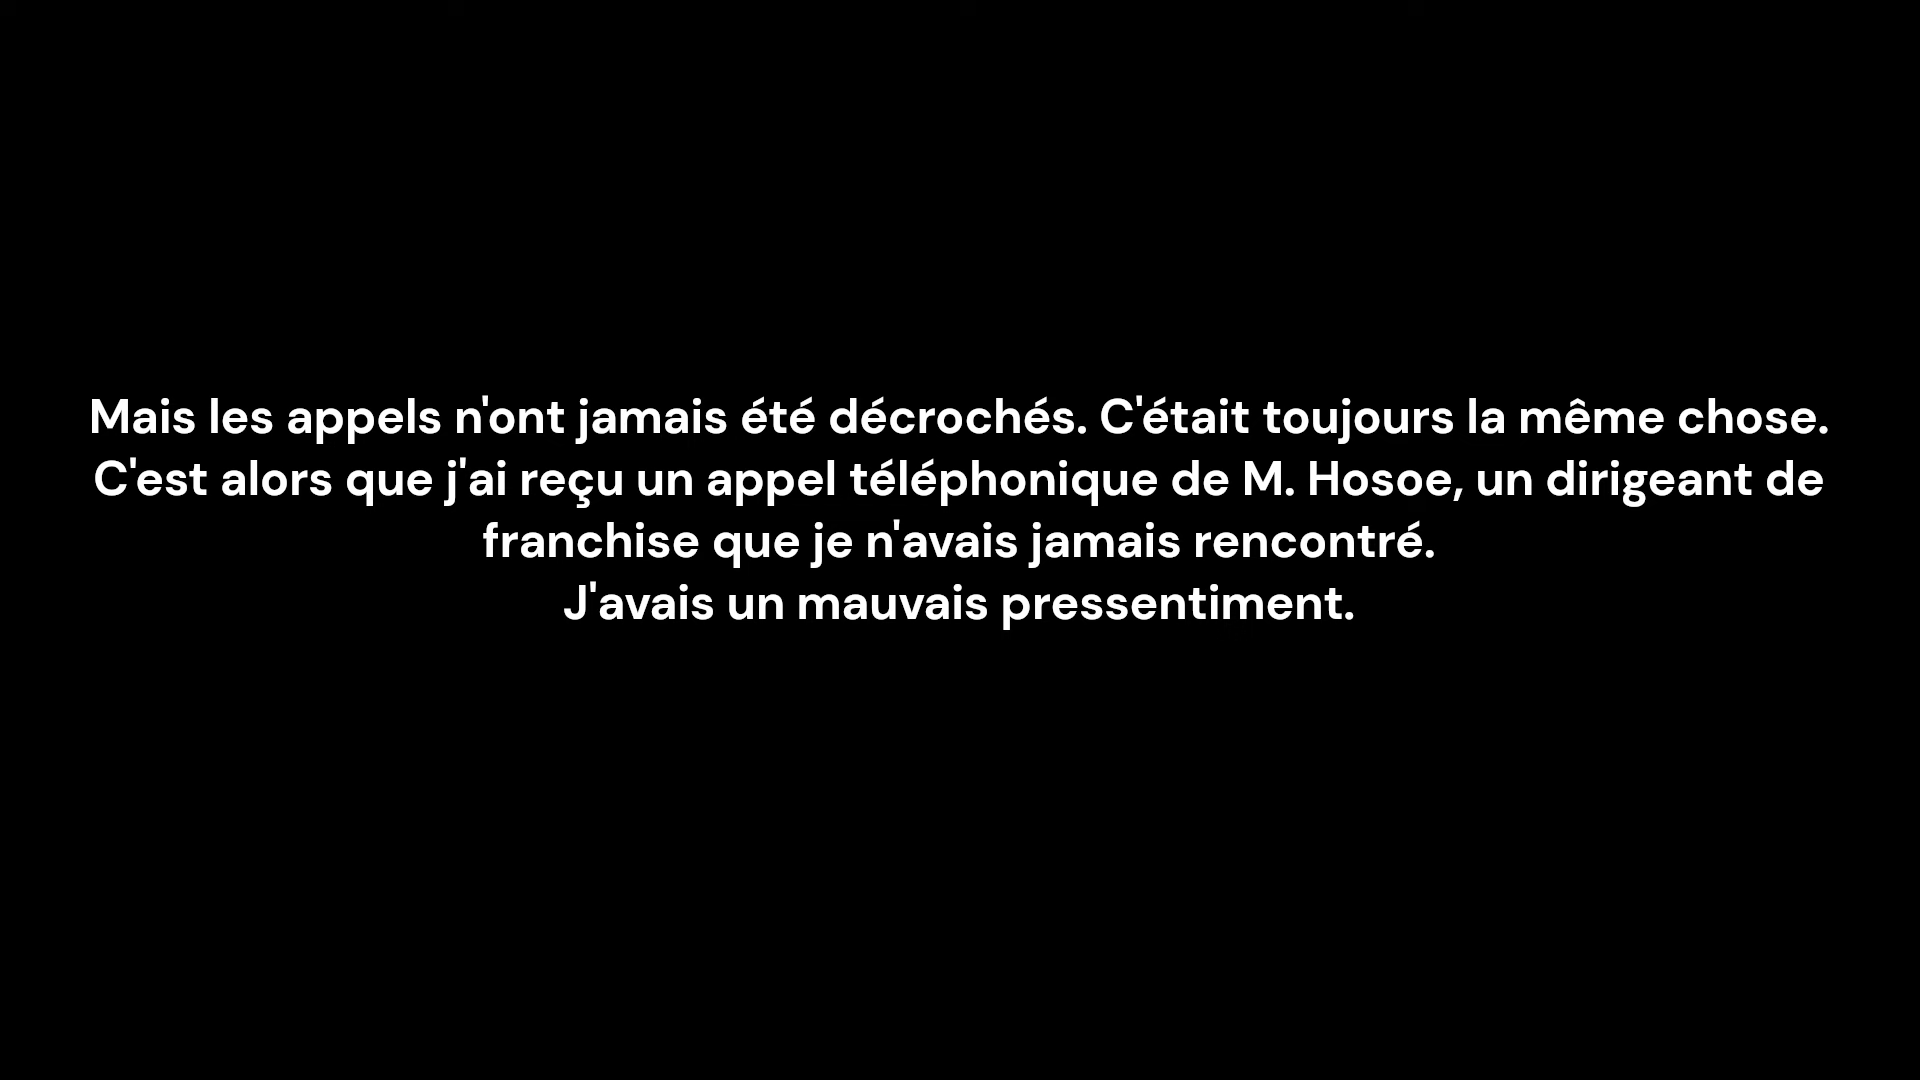 Mais les appels n'ont jamais été décrochés. C'était toujours la même chose.
C'est alors que j'ai reçu un appel téléphonique de M. Hosoe, un dirigeant de
franchise que je n'avais jamais rencontré.
J'avais un mauvais pressentiment.